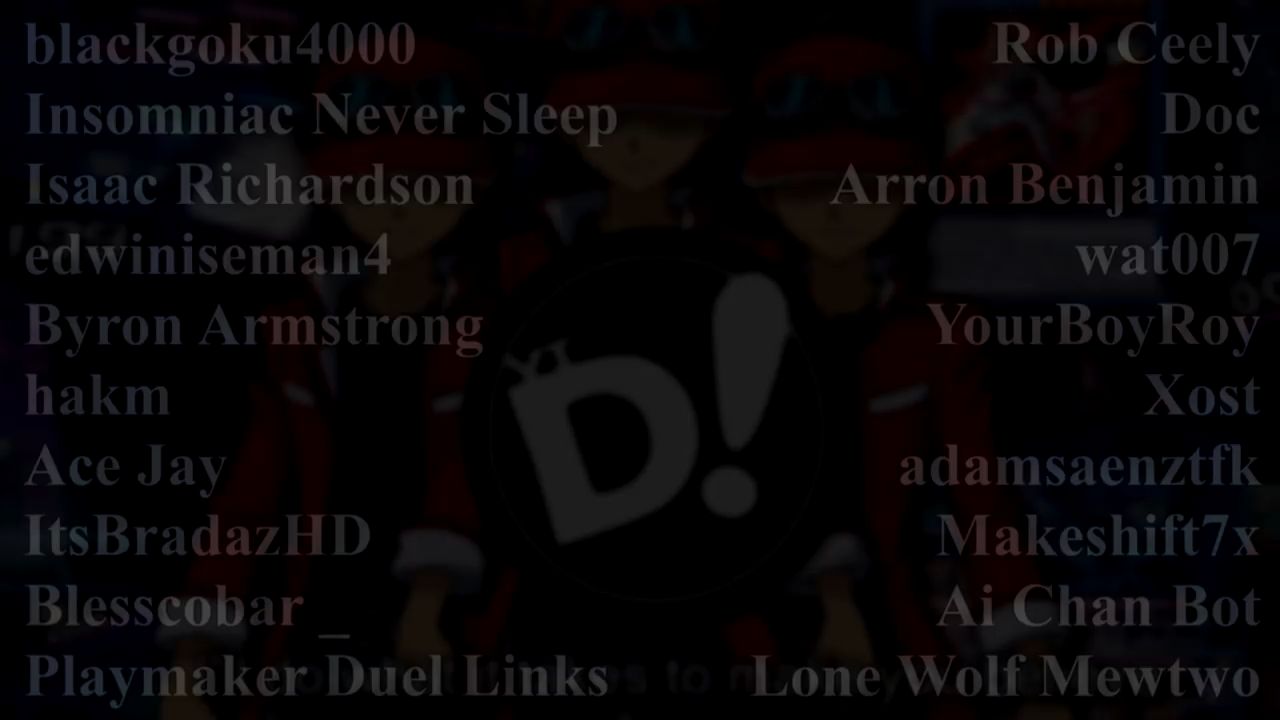 blackgoku4000
Rob Ceely
Insomniac Never Sleep
Doc
Isaac Richardson
Arron Benjamin
edwiniseman4
wat007
Byron Armstrong
YourBoyRoy
hakm
Xost
D!
Ace Jay
adamsaenztfk
ItsBradazHD
Makeshift7x
Blesscobar _
Ai Chan Bot
Playmaker Duel Links
Lone Wolf Mewtwo